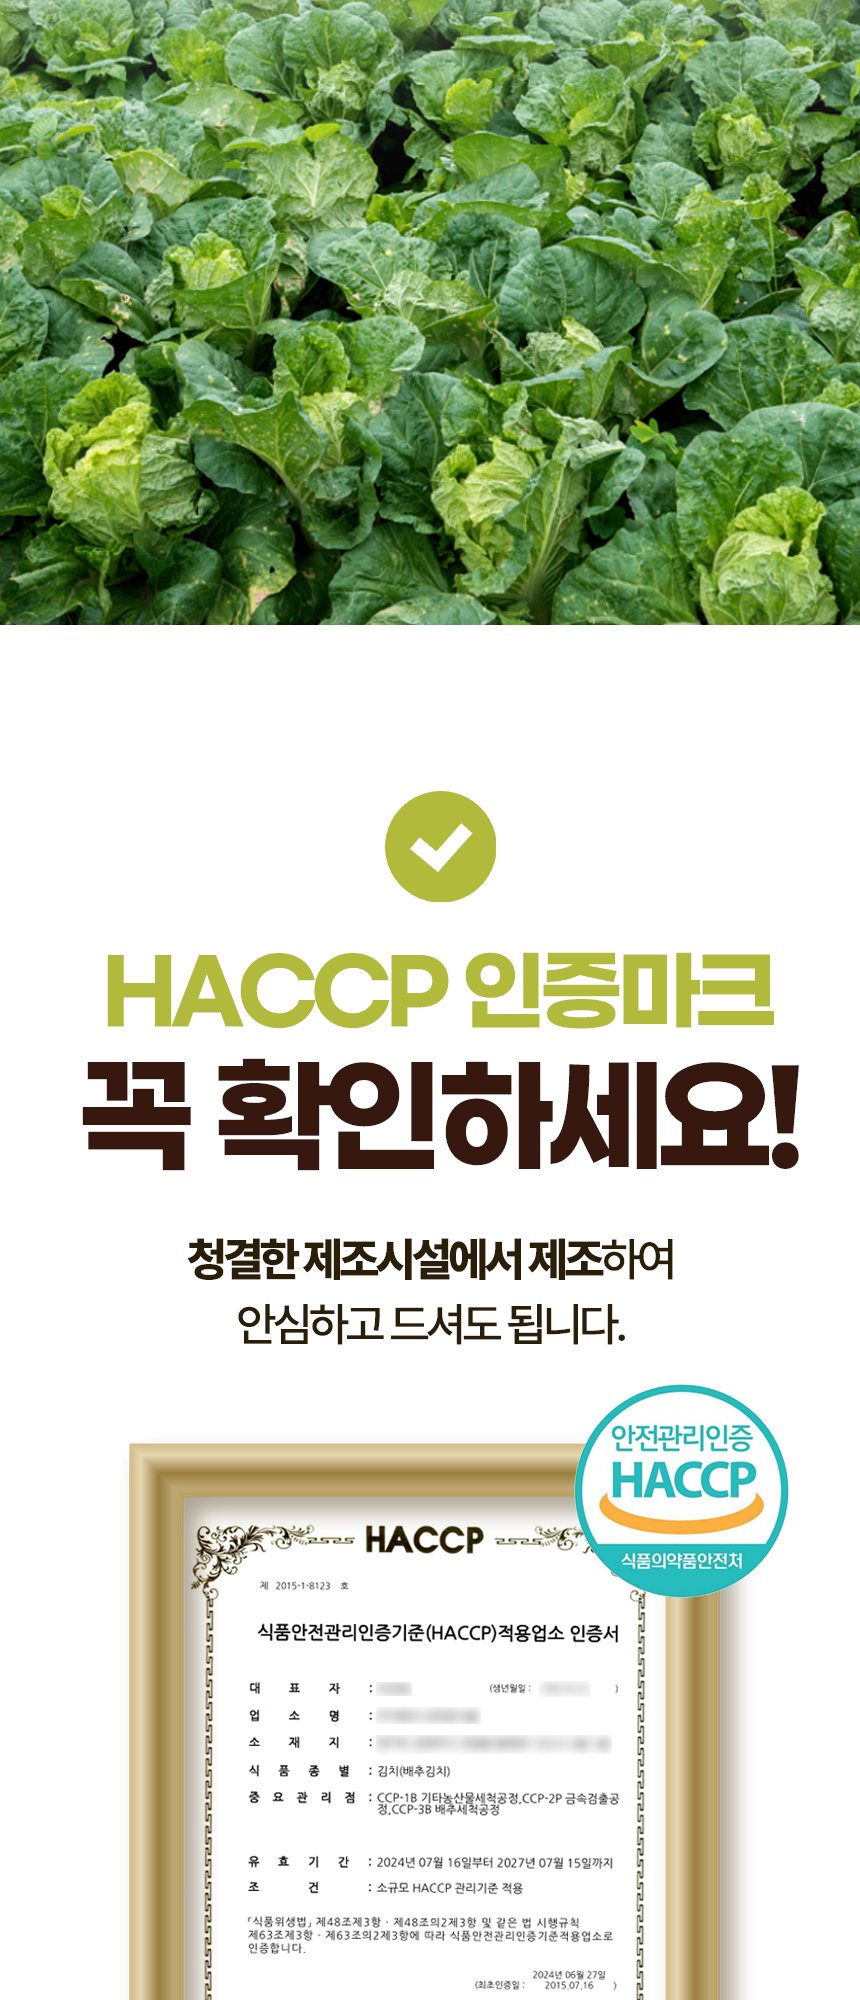 HACCP 인증마크
꼭 확인하세요!
청결한 제조시설에서 제조하여
안심하고 드셔도 됩니다.
안전관리인증
HACCP
식품의약품안전처
HACCP
제 2015-1-8123 호
식품안전관리인증기준(HACCP)적용업소 인증서
대 표 자 : (생년월일 : )
업 소 명 :
소 재 지 :
식 품 종 별 : 김치(배추김치)
중 요 관 리 점 : CCP-1B 기타농산물세척공정,CCP-2P 금속검출공
정,CCP-3B 배추세척공정
유 효 기 간 : 2024년 07월 16일부터 2027년 07월 15일까지
조 건 : 소규모 HACCP 관리기준 적용
「식품위생법」 제48조제3항 · 제48조의2제3항 및 같은 법 시행규칙
제63조제3항 · 제63조의2제3항에 따라 식품안전관리인증기준적용업소로
인증합니다.
2024년 06월 27일
(최초인증일 : 2015.07.16 )